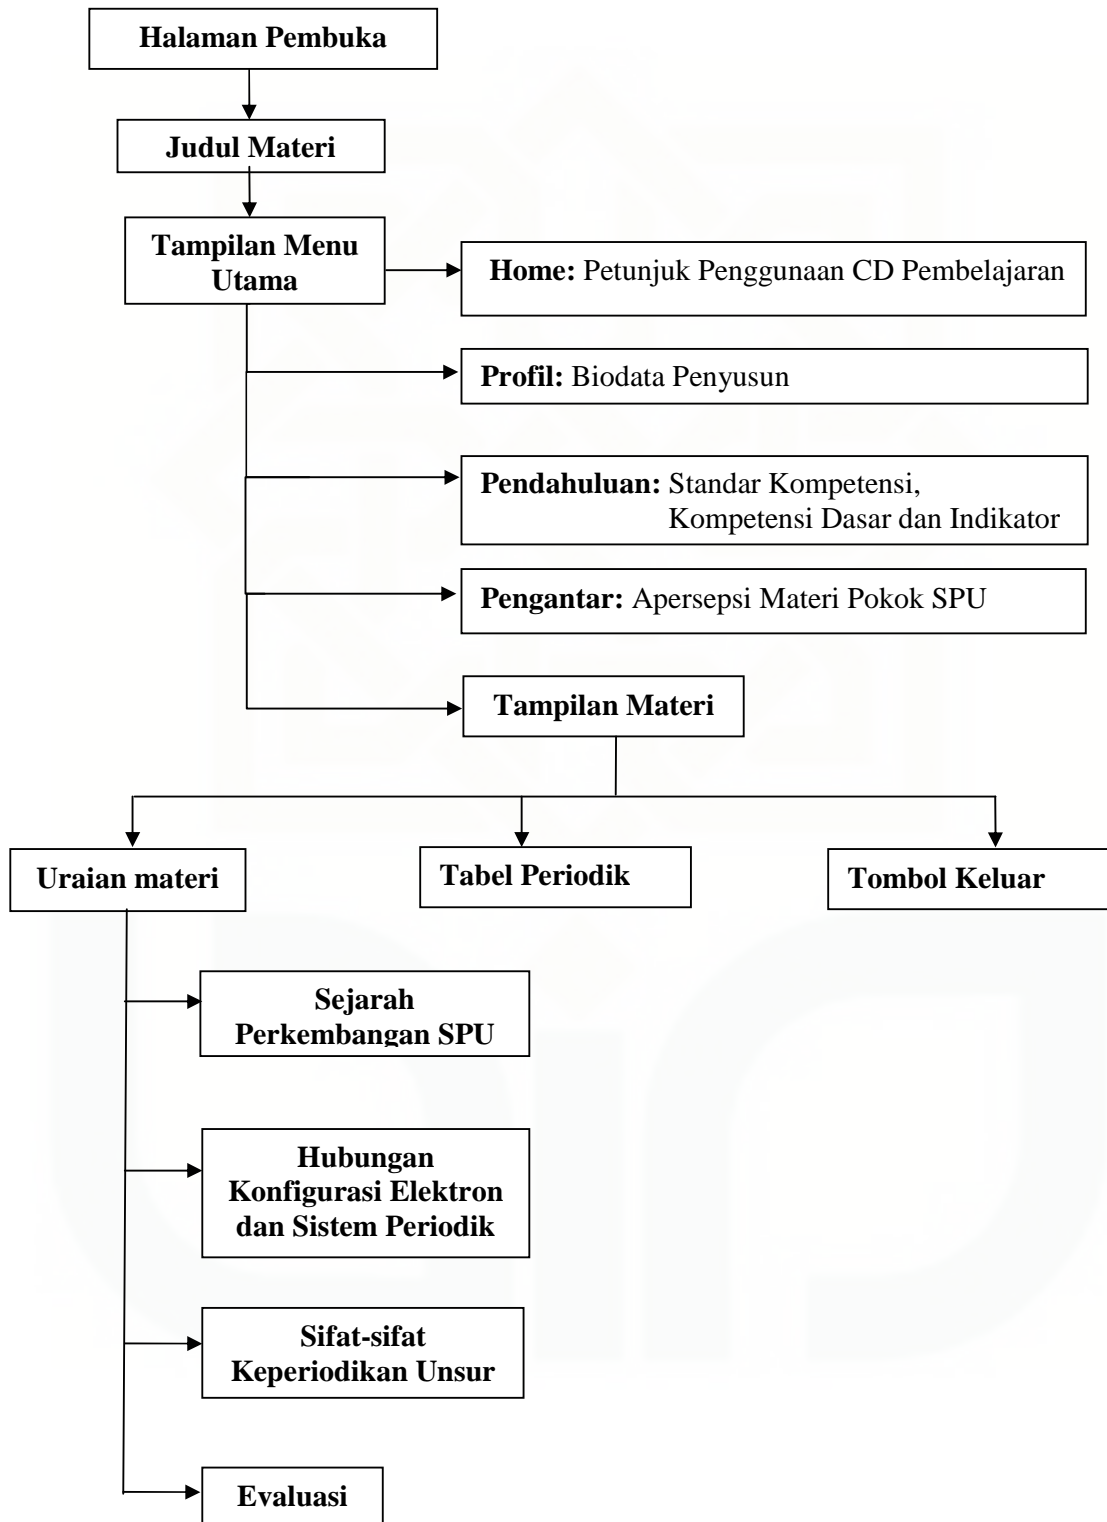 Halaman Pembuka
Judul Materi
Tampilan Menu
Utama
Home: Petunjuk Penggunaan CD Pembelajaran
Profil: Biodata Penyusun
Pendahuluan: Standar Kompetensi,
Kompetensi Dasar dan Indikator
Pengantar: Apersepsi Materi Pokok SPU
Tampilan Materi
Uraian materi
Tabel Periodik
Tombol Keluar
Sejarah
Perkembangan SPU
Hubungan
Konfigurasi Elektron
dan Sistem Periodik
Sifat-sifat
Keperiodikan Unsur
Evaluasi